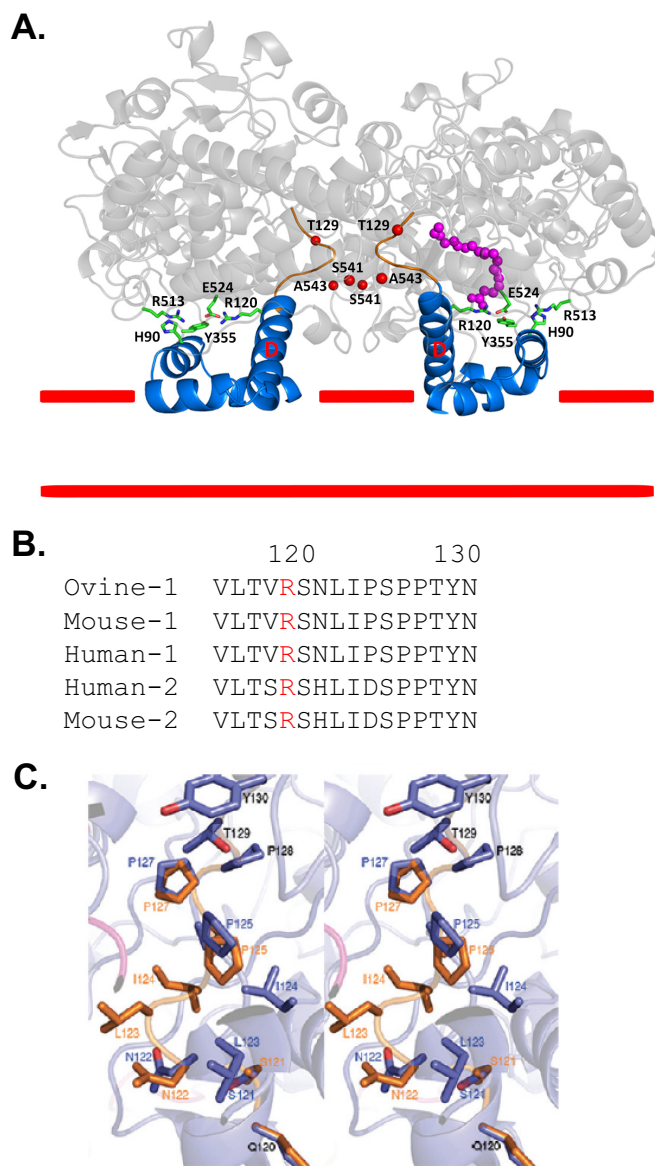 A.
T129 T129
S541
A543 A543
S541
E524 E524
R513 R120 R120 R513
H90 Y355 Y355 H90
D D
B.
120 130
Ovine-1 VLTVRSNLIPSPPTYN
Mouse-1 VLTVRSNLIPSPPTYN
Human-1 VLTVRSNLIPSPPTYN
Human-2 VLTSRSHLIDSPPTYN
Mouse-2 VLTSRSHLIDSPPTYN
C.
Y130 Y130
T129 T129
P127 P128 P127 P128
P127 P127
P125 P125
P125 P125
I124 I124
I124 I124
L123 L123
L123 L123
N122 S121 N122 S121
N122 S121 N122 S121
Q120 Q120